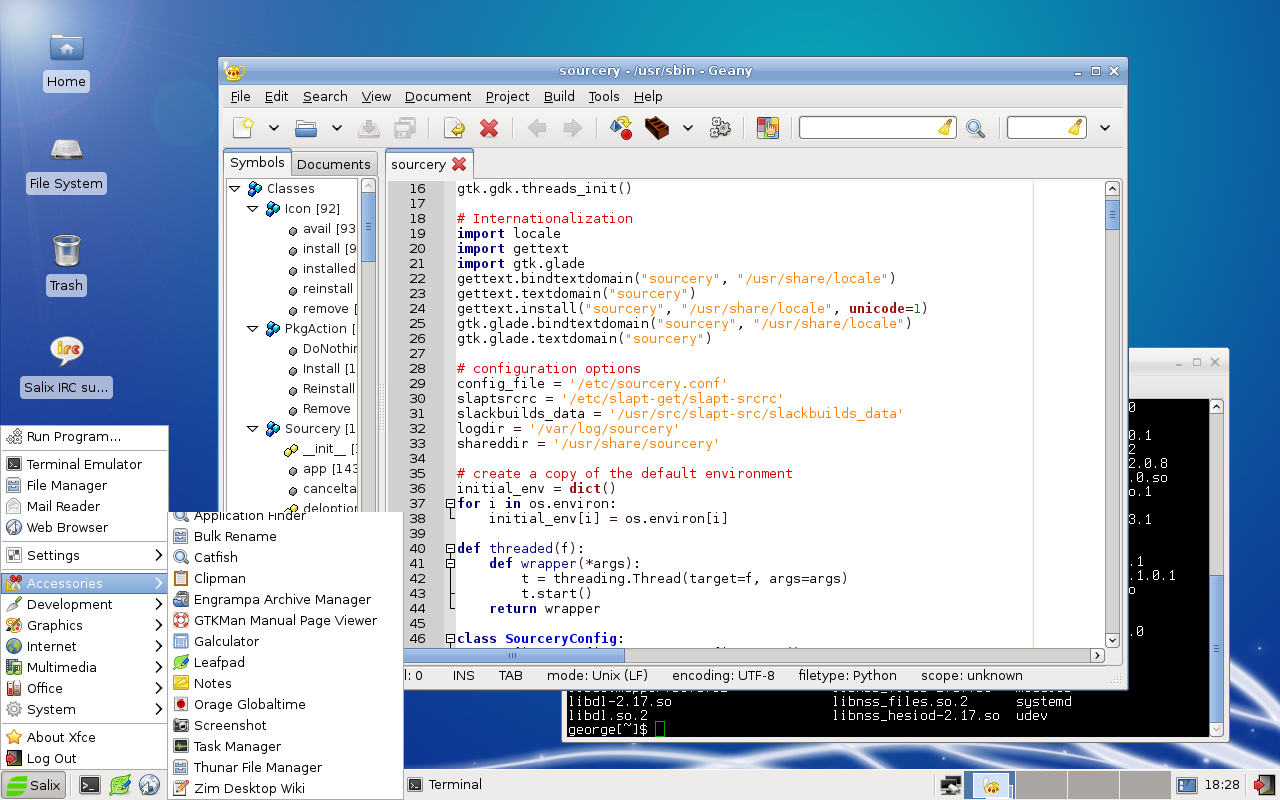 Home
File System
Trash
Salix IRC su...
sourcery - /usr/sbin - Geany
File Edit Search View Document Project Build Tools Help
Symbols Documents
sourcery
Classes
Icon [92]
avail [93
install [9
installed
reinstall
remove [
PkgAction [
DoNothin
Install [1
Reinstall
Remove
Sourcery [1
__init__ [
app [143
cancelta
deloption
16 gtk.gdk.threads_init()
17
18 # Internationalization
19 import locale
20 import gettext
21 import gtk.glade
22 gettext.bindtextdomain("sourcery", "/usr/share/locale")
23 gettext.textdomain("sourcery")
24 gettext.install("sourcery", "/usr/share/locale", unicode=1)
25 gtk.glade.bindtextdomain("sourcery", "/usr/share/locale")
26 gtk.glade.textdomain("sourcery")
27
28 # configuration options
29 config_file = '/etc/sourcery.conf'
30 slaptsrcrc = '/etc/slapt-get/slapt-srcrc'
31 slackbuilds_data = '/usr/src/slapt-src/slackbuilds_data'
32 logdir = '/var/log/sourcery'
33 shareddir = '/usr/share/sourcery'
34
35 # create a copy of the default environment
36 initial_env = dict()
37 for i in os.environ:
38 initial_env[i] = os.environ[i]
39
40 def threaded(f):
41 def wrapper(*args):
42 t = threading.Thread(target=f, args=args)
43 t.start()
44 return wrapper
45
46 class SourceryConfig:
l: 0 INS TAB mode: Unix (LF) encoding: UTF-8 filetype: Python scope: unknown
0
0.1
2
2.0.8
.0.so
o.1
3.1
.1
.1.0.1
o
.0
libdl-2.17.so libnss_files.so.2 systemd
libdl.so.2 libnss_hesiod-2.17.so udev
george[~]$
Run Program...
Terminal Emulator
File Manager
Mail Reader
Web Browser
Settings
Accessories
Development
Graphics
Internet
Multimedia
Office
System
About Xfce
Log Out
Application Finder
Bulk Rename
Catfish
Clipman
Engrampa Archive Manager
GTKMan Manual Page Viewer
Galculator
Leafpad
Notes
Orage Globaltime
Screenshot
Task Manager
Thunar File Manager
Zim Desktop Wiki
Salix
Terminal
18:28